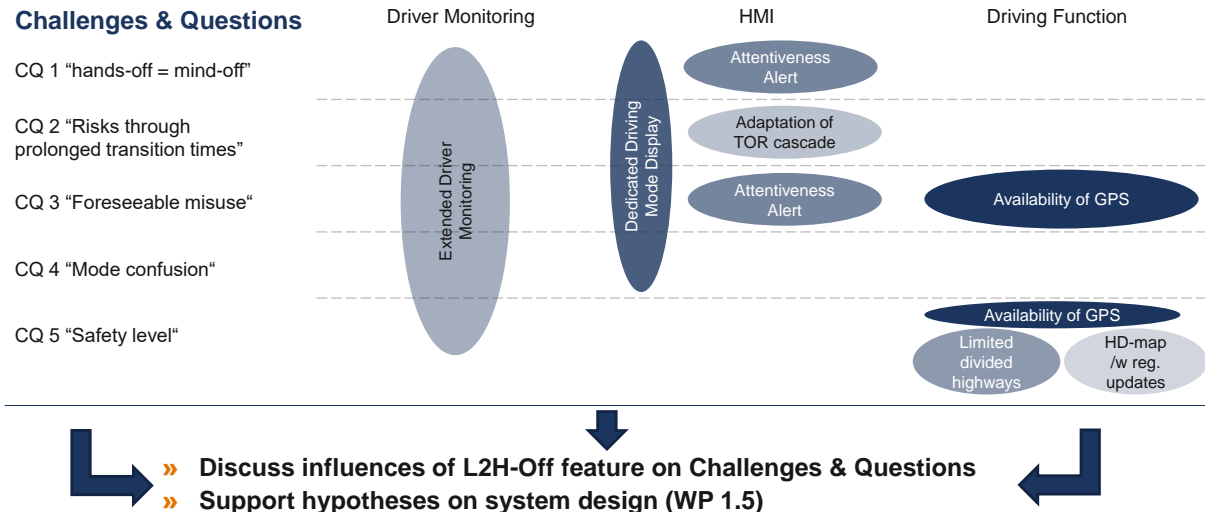 Challenges & Questions
Driver Monitoring
HMI
Driving Function
CQ 1 “hands-off = mind-off”
Attentiveness
Alert
CQ 2 “Risks through
prolonged transition times”
Adaptation of
TOR cascade
Extended Driver
Monitoring
Dedicated Driving
Mode Display
CQ 3 “Foreseeable misuse“
Attentiveness
Alert
Availability of GPS
CQ 4 “Mode confusion“
CQ 5 “Safety level“
Availability of GPS
Limited
divided
highways
HD-map
/w reg.
updates
» Discuss influences of L2H-Off feature on Challenges & Questions
» Support hypotheses on system design (WP 1.5)